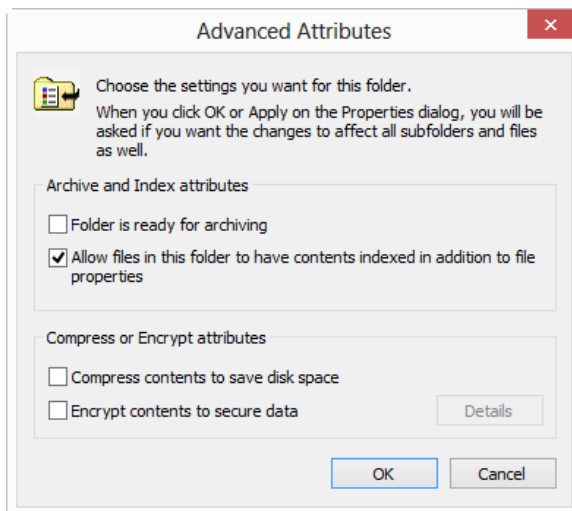 Advanced Attributes
Choose the settings you want for this folder.
When you click OK or Apply on the Properties dialog, you will be
asked if you want the changes to affect all subfolders and files
as well.
Archive and Index attributes
Folder is ready for archiving
Allow files in this folder to have contents indexed in addition to file
properties
Compress or Encrypt attributes
Compress contents to save disk space
Encrypt contents to secure data
Details
OK
Cancel